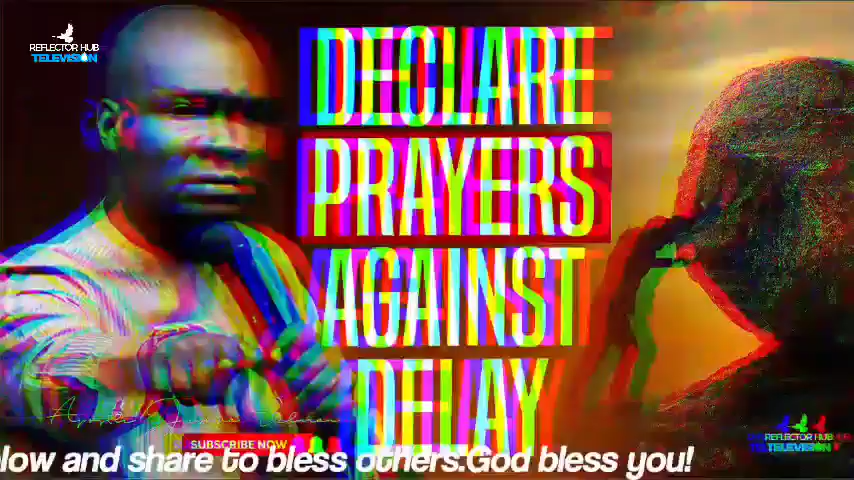 REFLECTOR HUB
TELEVISION
DECLARE
PRAYERS
AGAINST
DELAY
SUBSCRIBE NOW
low and share to bless others.God bless you!
REFLECTOR HUB
TELEVISION